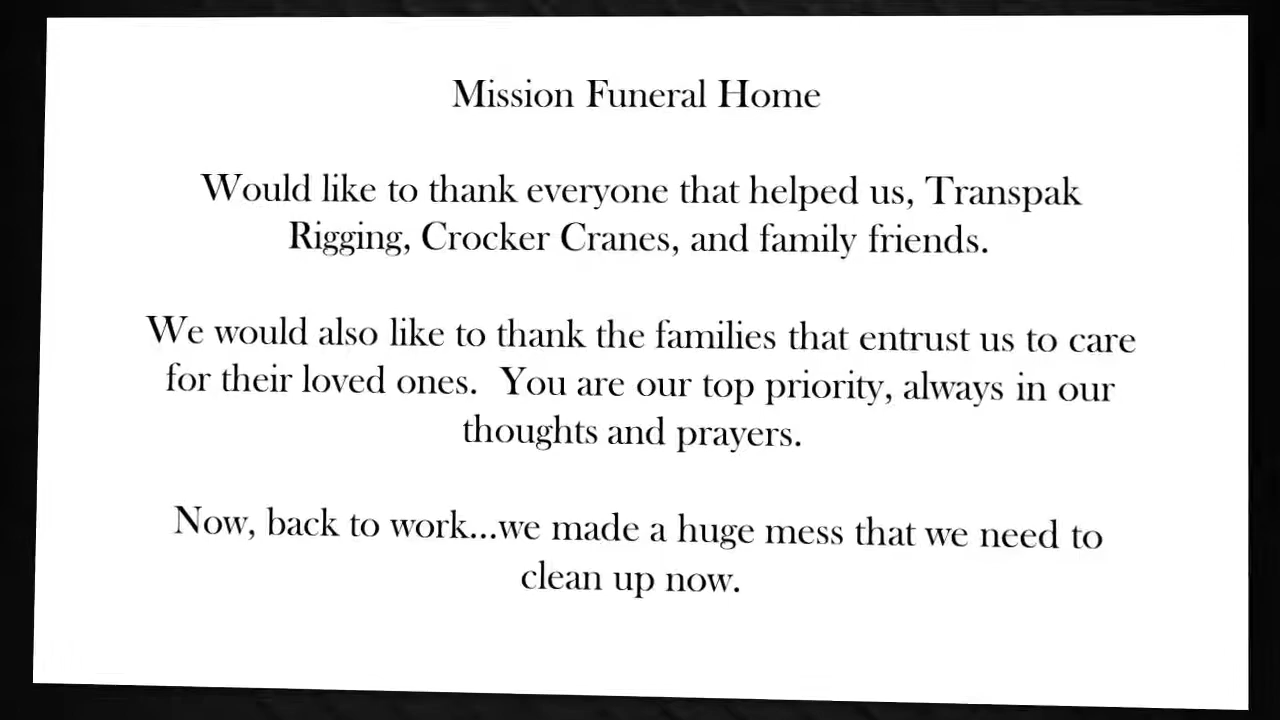 Mission Funeral Home
Would like to thank everyone that helped us, Transpak
Rigging, Crocker Cranes, and family friends.
We would also like to thank the families that entrust us to care
for their loved ones.  You are our top priority, always in our
thoughts and prayers.
Now, back to work...we made a huge mess that we need to
clean up now.